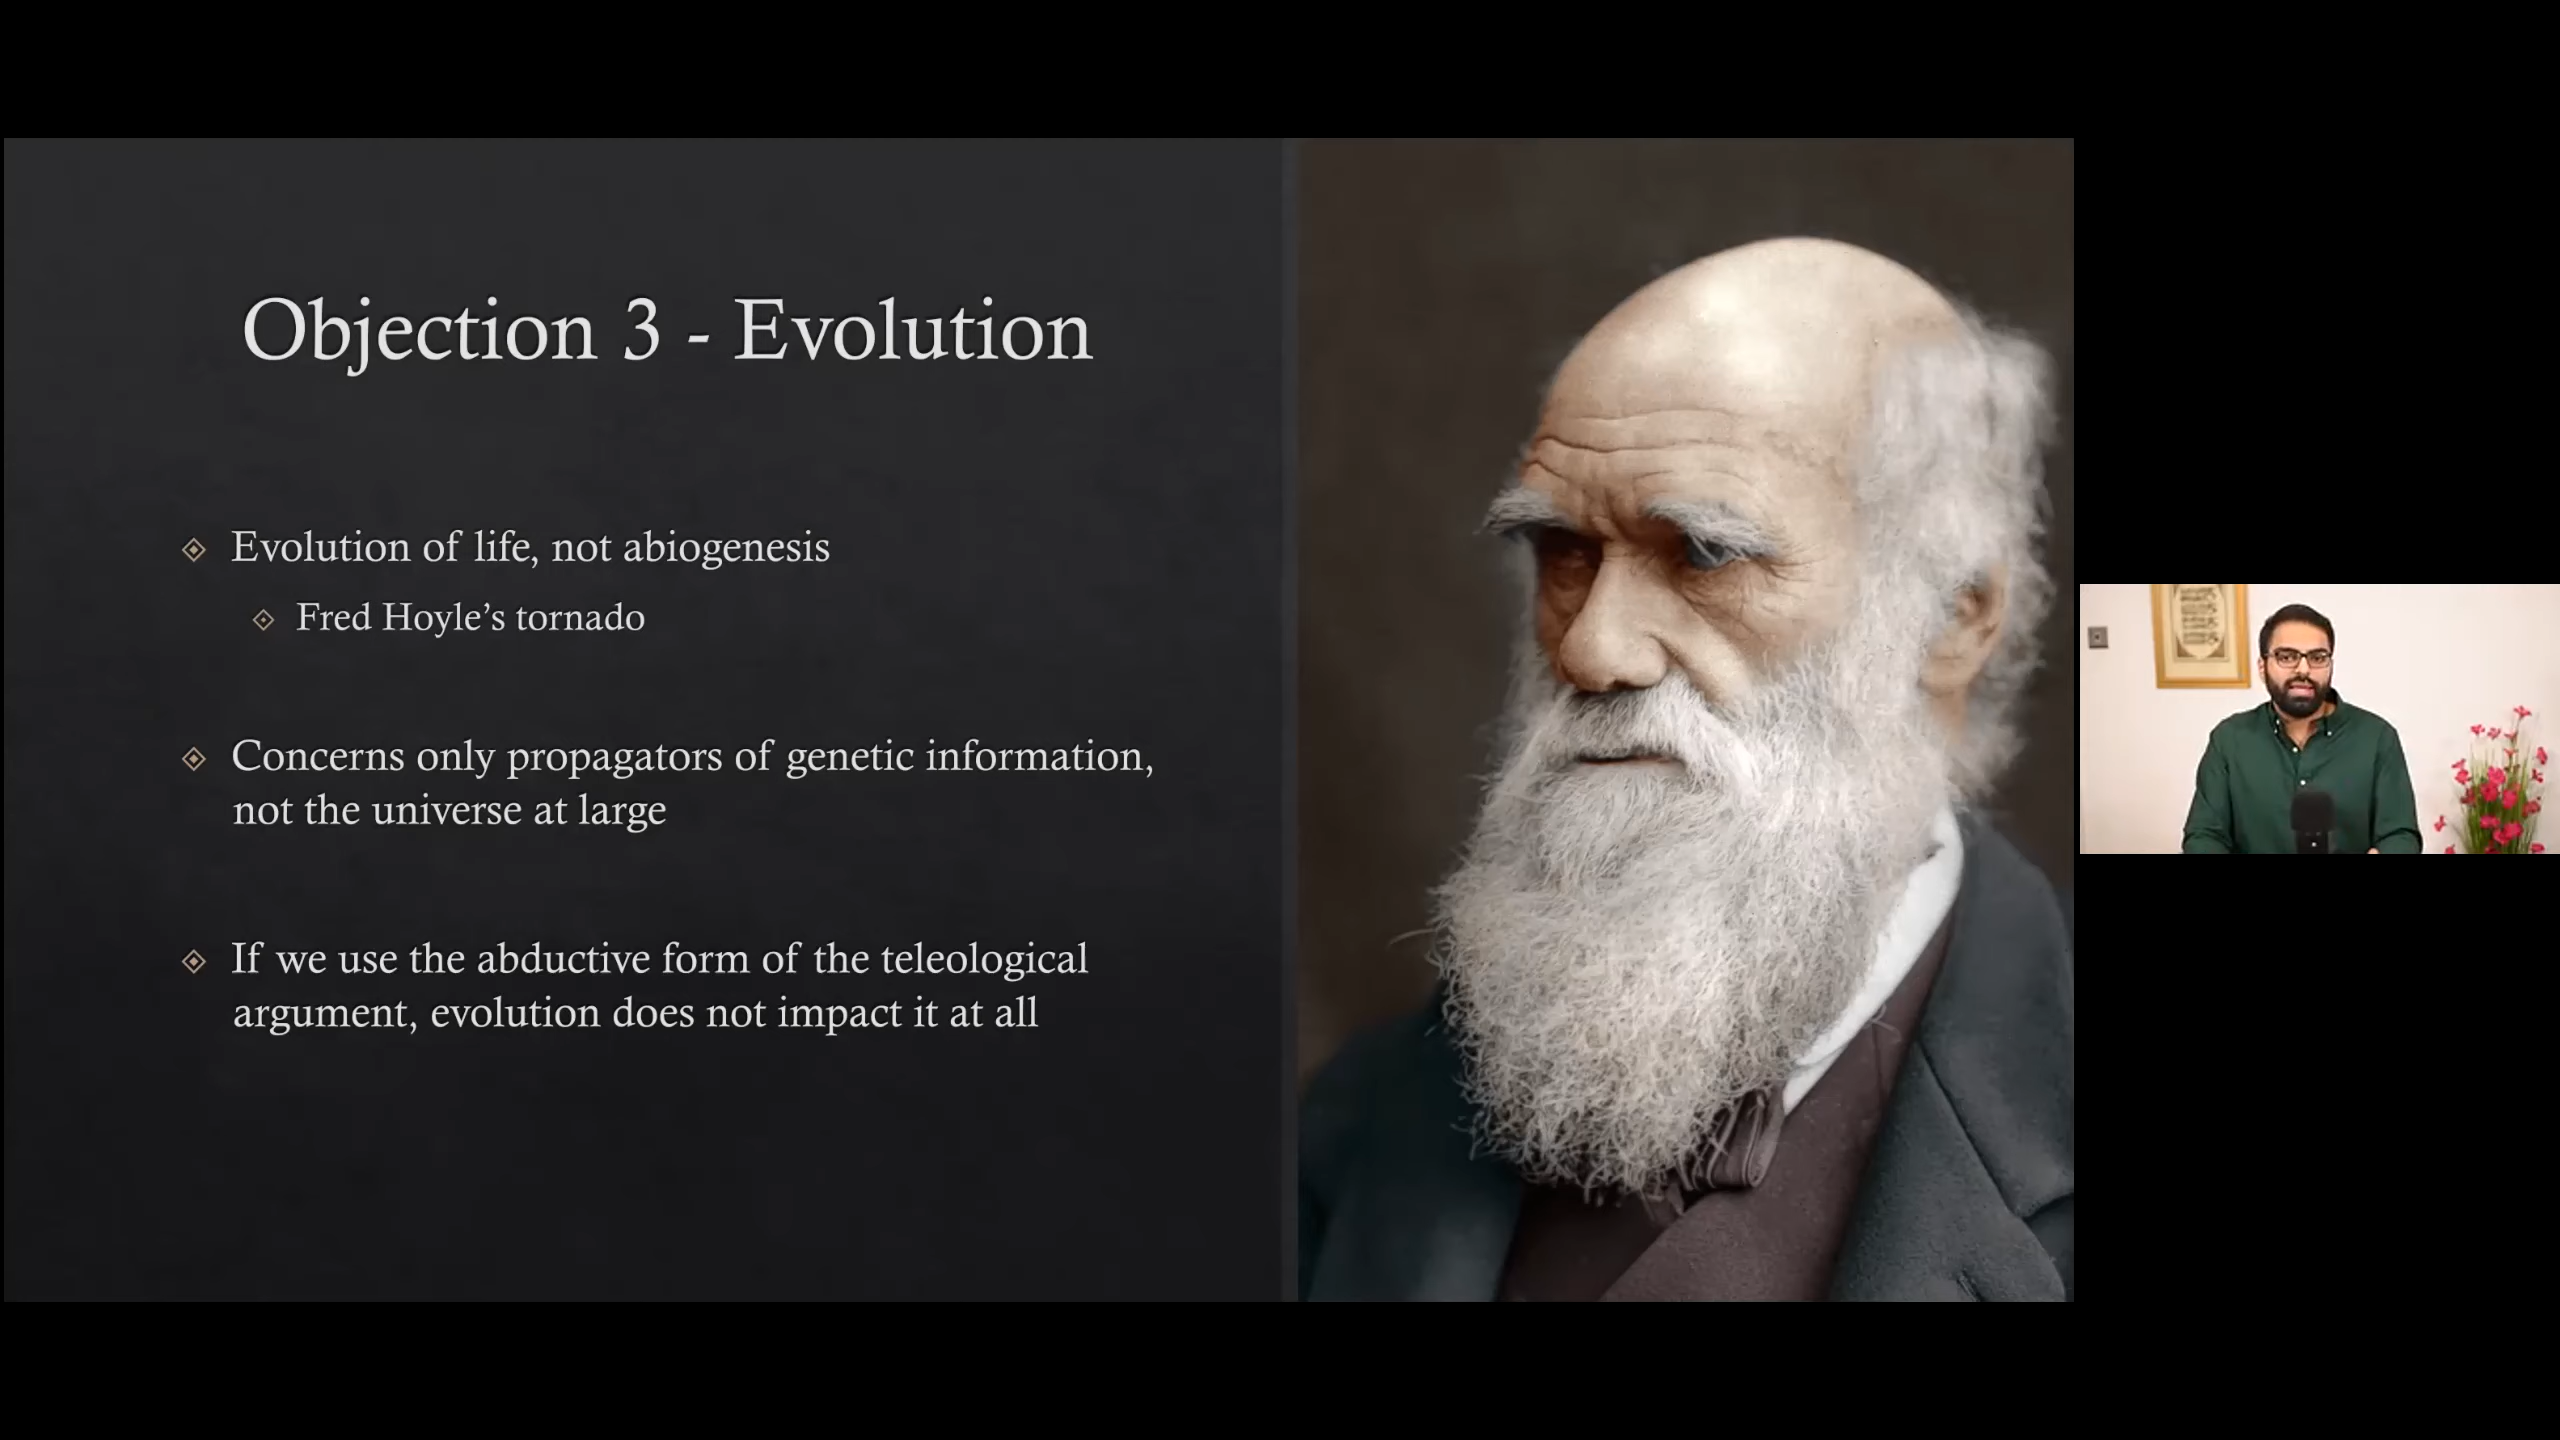 Objection 3 - Evolution
Evolution of life, not abiogenesis
Fred Hoyle’s tornado
Concerns only propagators of genetic information,
not the universe at large
If we use the abductive form of the teleological
argument, evolution does not impact it at all